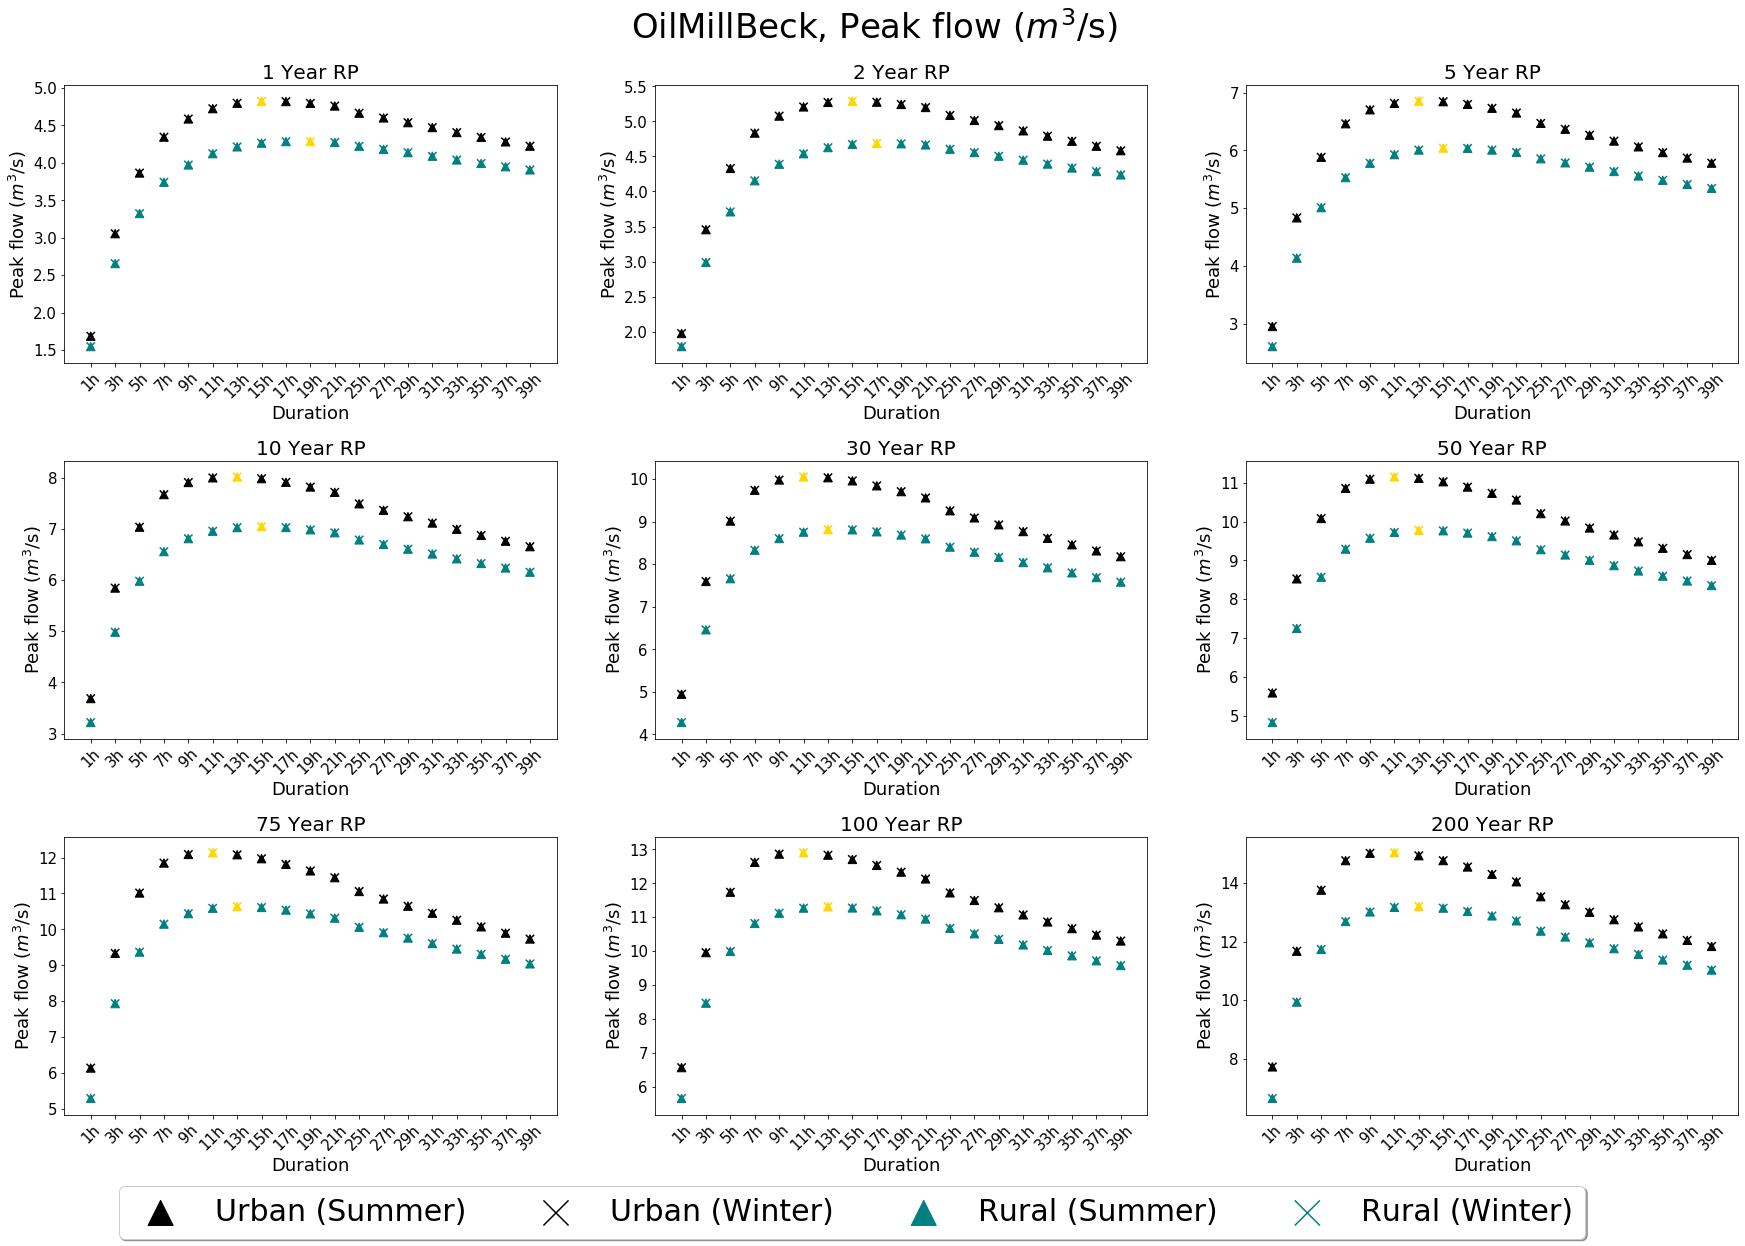 OilMillBeck, Peak flow (m³/s)
1 Year RP
Peak flow (m³/s)
5.0
4.5
4.0
3.5
3.0
2.5
2.0
1.5
1h 3h 5h 7h 9h 11h 13h 15h 17h 19h 21h 25h 27h 29h 31h 33h 35h 37h 39h
Duration
2 Year RP
Peak flow (m³/s)
5.5
5.0
4.5
4.0
3.5
3.0
2.5
2.0
1h 3h 5h 7h 9h 11h 13h 15h 17h 19h 21h 25h 27h 29h 31h 33h 35h 37h 39h
Duration
5 Year RP
Peak flow (m³/s)
7
6
5
4
3
1h 3h 5h 7h 9h 11h 13h 15h 17h 19h 21h 25h 27h 29h 31h 33h 35h 37h 39h
Duration
10 Year RP
Peak flow (m³/s)
8
7
6
5
4
3
1h 3h 5h 7h 9h 11h 13h 15h 17h 19h 21h 25h 27h 29h 31h 33h 35h 37h 39h
Duration
30 Year RP
Peak flow (m³/s)
10
9
8
7
6
5
4
1h 3h 5h 7h 9h 11h 13h 15h 17h 19h 21h 25h 27h 29h 31h 33h 35h 37h 39h
Duration
50 Year RP
Peak flow (m³/s)
11
10
9
8
7
6
5
1h 3h 5h 7h 9h 11h 13h 15h 17h 19h 21h 25h 27h 29h 31h 33h 35h 37h 39h
Duration
75 Year RP
Peak flow (m³/s)
12
11
10
9
8
7
6
5
1h 3h 5h 7h 9h 11h 13h 15h 17h 19h 21h 25h 27h 29h 31h 33h 35h 37h 39h
Duration
100 Year RP
Peak flow (m³/s)
13
12
11
10
9
8
7
6
1h 3h 5h 7h 9h 11h 13h 15h 17h 19h 21h 25h 27h 29h 31h 33h 35h 37h 39h
Duration
200 Year RP
Peak flow (m³/s)
14
12
10
8
1h 3h 5h 7h 9h 11h 13h 15h 17h 19h 21h 25h 27h 29h 31h 33h 35h 37h 39h
Duration
Urban (Summer) Urban (Winter) Rural (Summer) Rural (Winter)